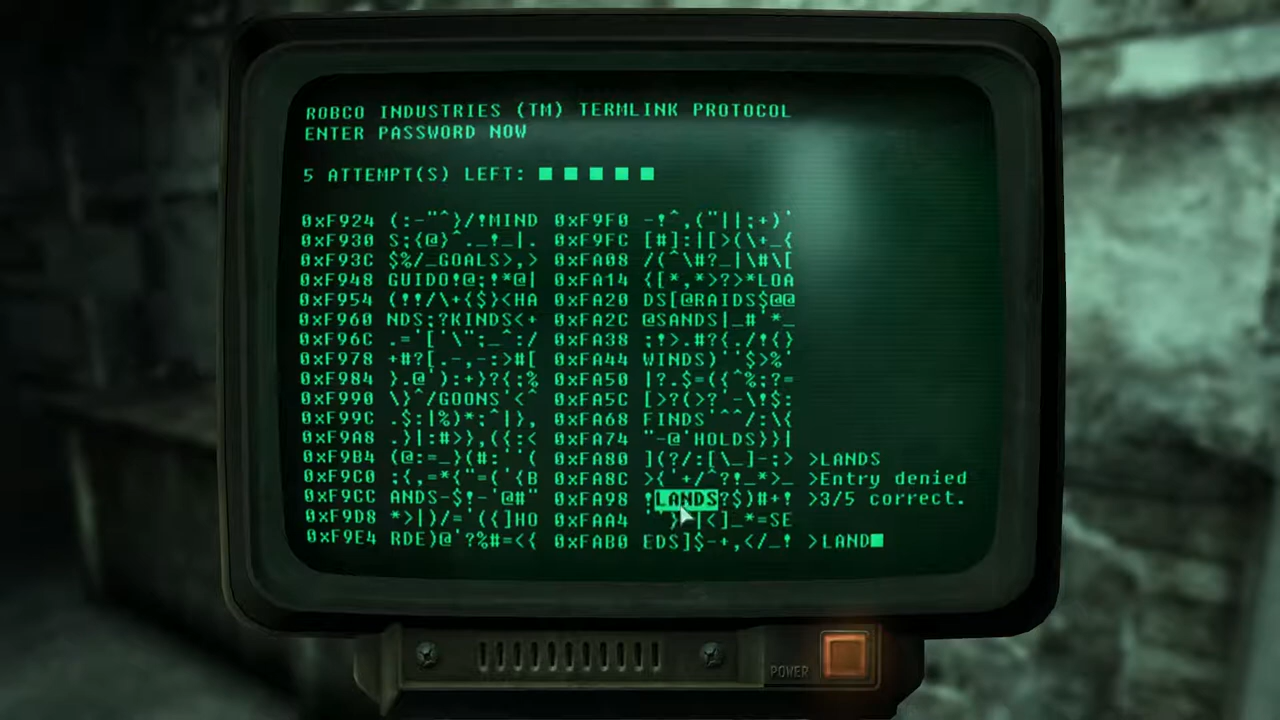 ROBCO INDUSTRIES (TM) TERMLINK PROTOCOL
ENTER PASSWORD NOW
5 ATTEMPT(S) LEFT: ■ ■ ■ ■ ■
0xF924 (:-"^}/!MIND 0xF9F0 -!^,("||;+)'
0xF930 S;{@}^._!_|. 0xF9FC [#]:|[>(\+_{
0xF93C $%/_GOALS>,> 0xFA08 /(^\#?_|\#\[
0xF948 GUIDO!@;!*@| 0xFA14 {[*,*>?>*LOA
0xF954 (!!/\+{$}<HA 0xFA20 DS[@RAIDS$@@
0xF960 NDS;?KINDS<+ 0xFA2C @SANDS|_#'*_
0xF96C .='['\":_^:/ 0xFA38 ;!>.#?{./!{}
0xF978 +#?[.-,-:>#[ 0xFA44 WINDS)''$>%'
0xF984 }.@'):+}?{;% 0xFA50 |?.$=({^%;?=
0xF990 \}^/GOONS'<^ 0xFA5C [>?(>?^-\!$:
0xF99C .$:|%)*;^|}, 0xFA68 FINDS'^^/:\{
0xF9A8 .}|:#>},({:< 0xFA74 "-@'HOLDS}}|
0xF9B4 (@:=_}(#:''( 0xFA80 ](?/:[\_]-;> >LANDS
0xF9C0 :{,=*{"=( '{B 0xFA8C >{'+/^?!_*>_ >Entry denied
0xF9CC ANDS-$!-'@#" 0xFA98 !LANDS?$)#+! >3/5 correct.
0xF9D8 *>|)/='({]HO 0xFAA4 '")|<]_*=SE
0xF9E4 RDE)@'?%#=<{ 0xFAB0 EDS]$-+,</_! >LAND■
POWER